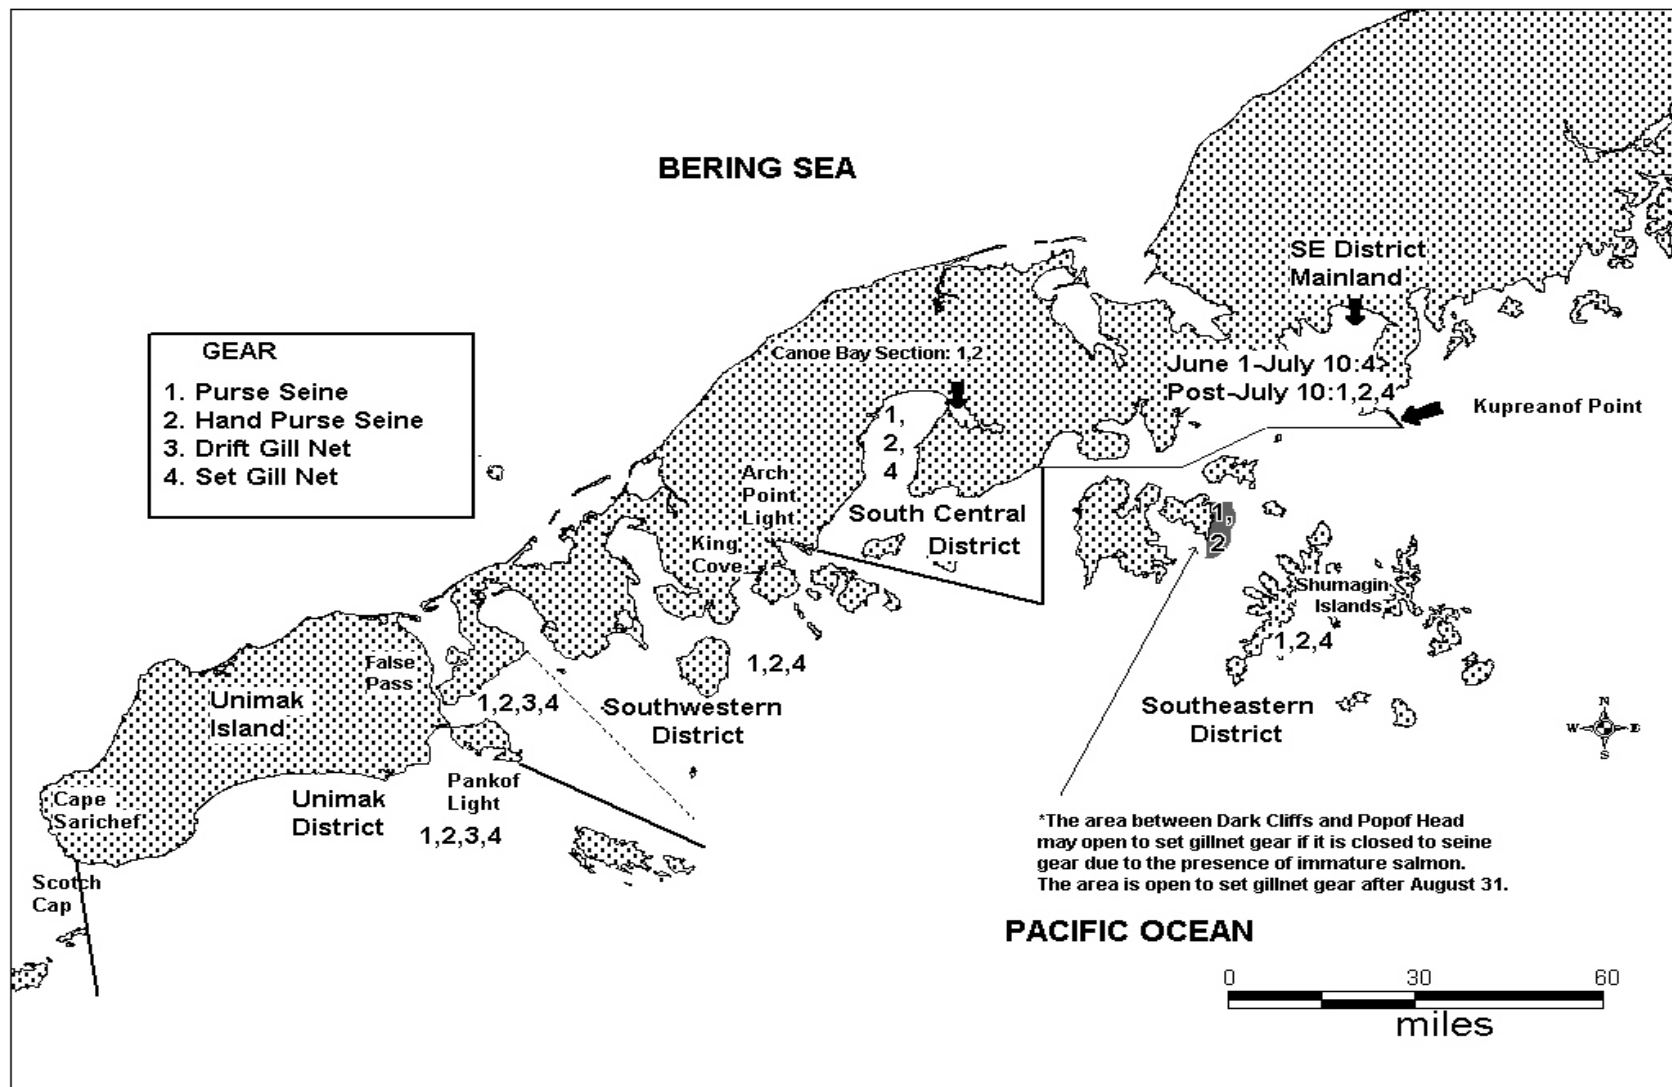 BERING SEA
SE District
Mainland
GEAR
1. Purse Seine
2. Hand Purse Seine
3. Drift Gill Net
4. Set Gill Net
Canoe Bay Section: 1,2
June 1-July 10:4
Post-July 10:1,2,4
Kupreanof Point
1,
2,
4
Arch
Point
Light
South Central
District
King
Cove
1,
2
Shumagin
Islands
1,2,4
False
Pass
1,2,4
Unimak
Island
1,2,3,4
Southwestern
District
Southeastern
District
N
W
E
S
Pankof
Light
Cape
Sarichef
Unimak
District
1,2,3,4
*The area between Dark Cliffs and Popof Head
may open to set gillnet gear if it is closed to seine
gear due to the presence of immature salmon.
The area is open to set gillnet gear after August 31.
Scotch
Cap
PACIFIC OCEAN
0 30 60
miles